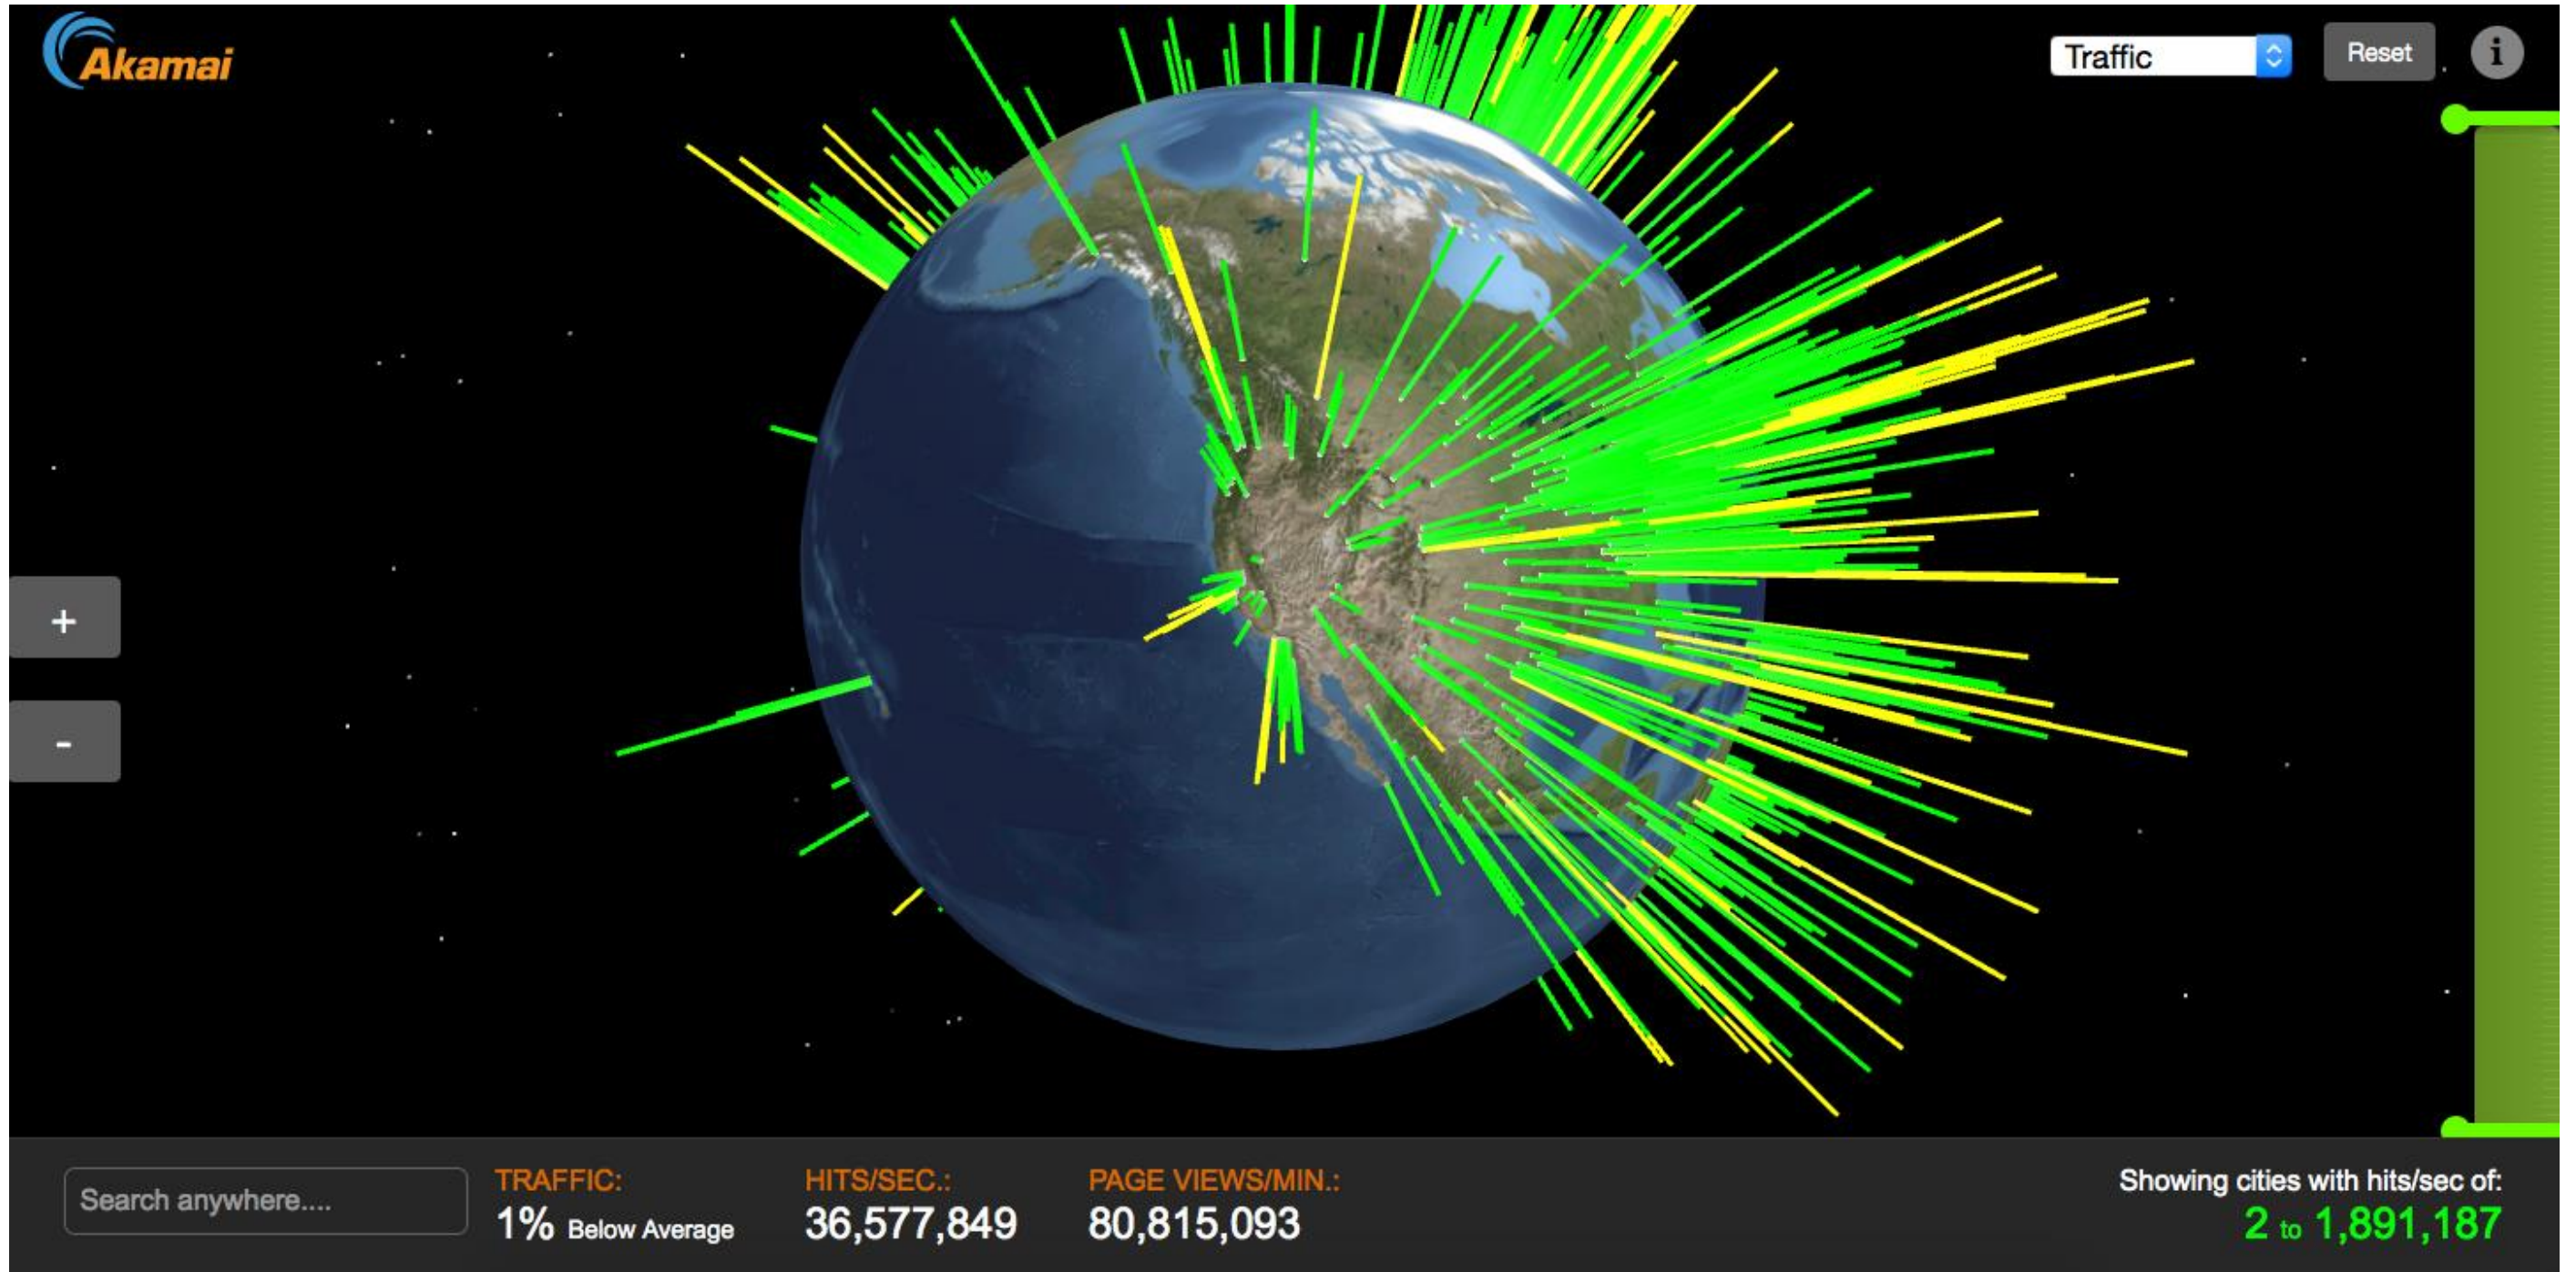 Akamai
Traffic
Reset
i
+
-
Search anywhere....
TRAFFIC:
1% Below Average
HITS/SEC.:
36,577,849
PAGE VIEWS/MIN.:
80,815,093
Showing cities with hits/sec of:
2 to 1,891,187